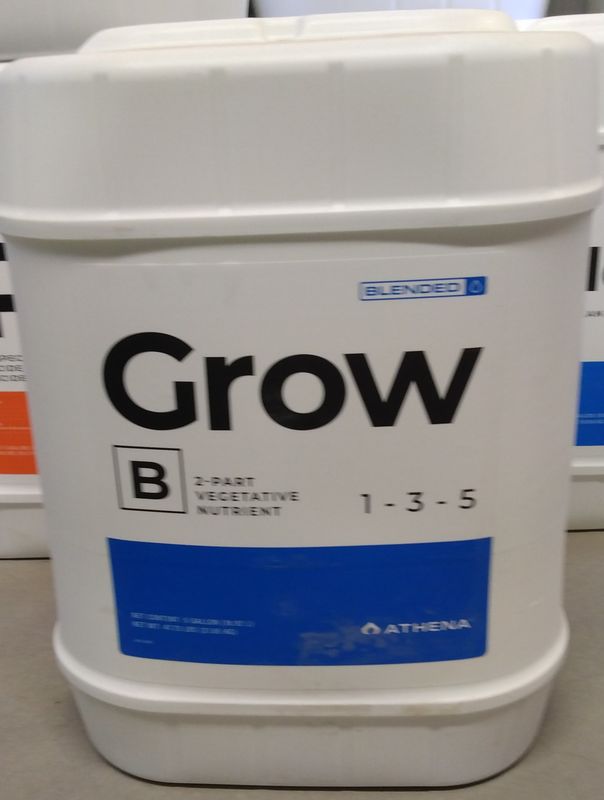 BLENDED
Grow
B
2-PART
VEGETATIVE
NUTRIENT
1 - 3 - 5
ATHENA